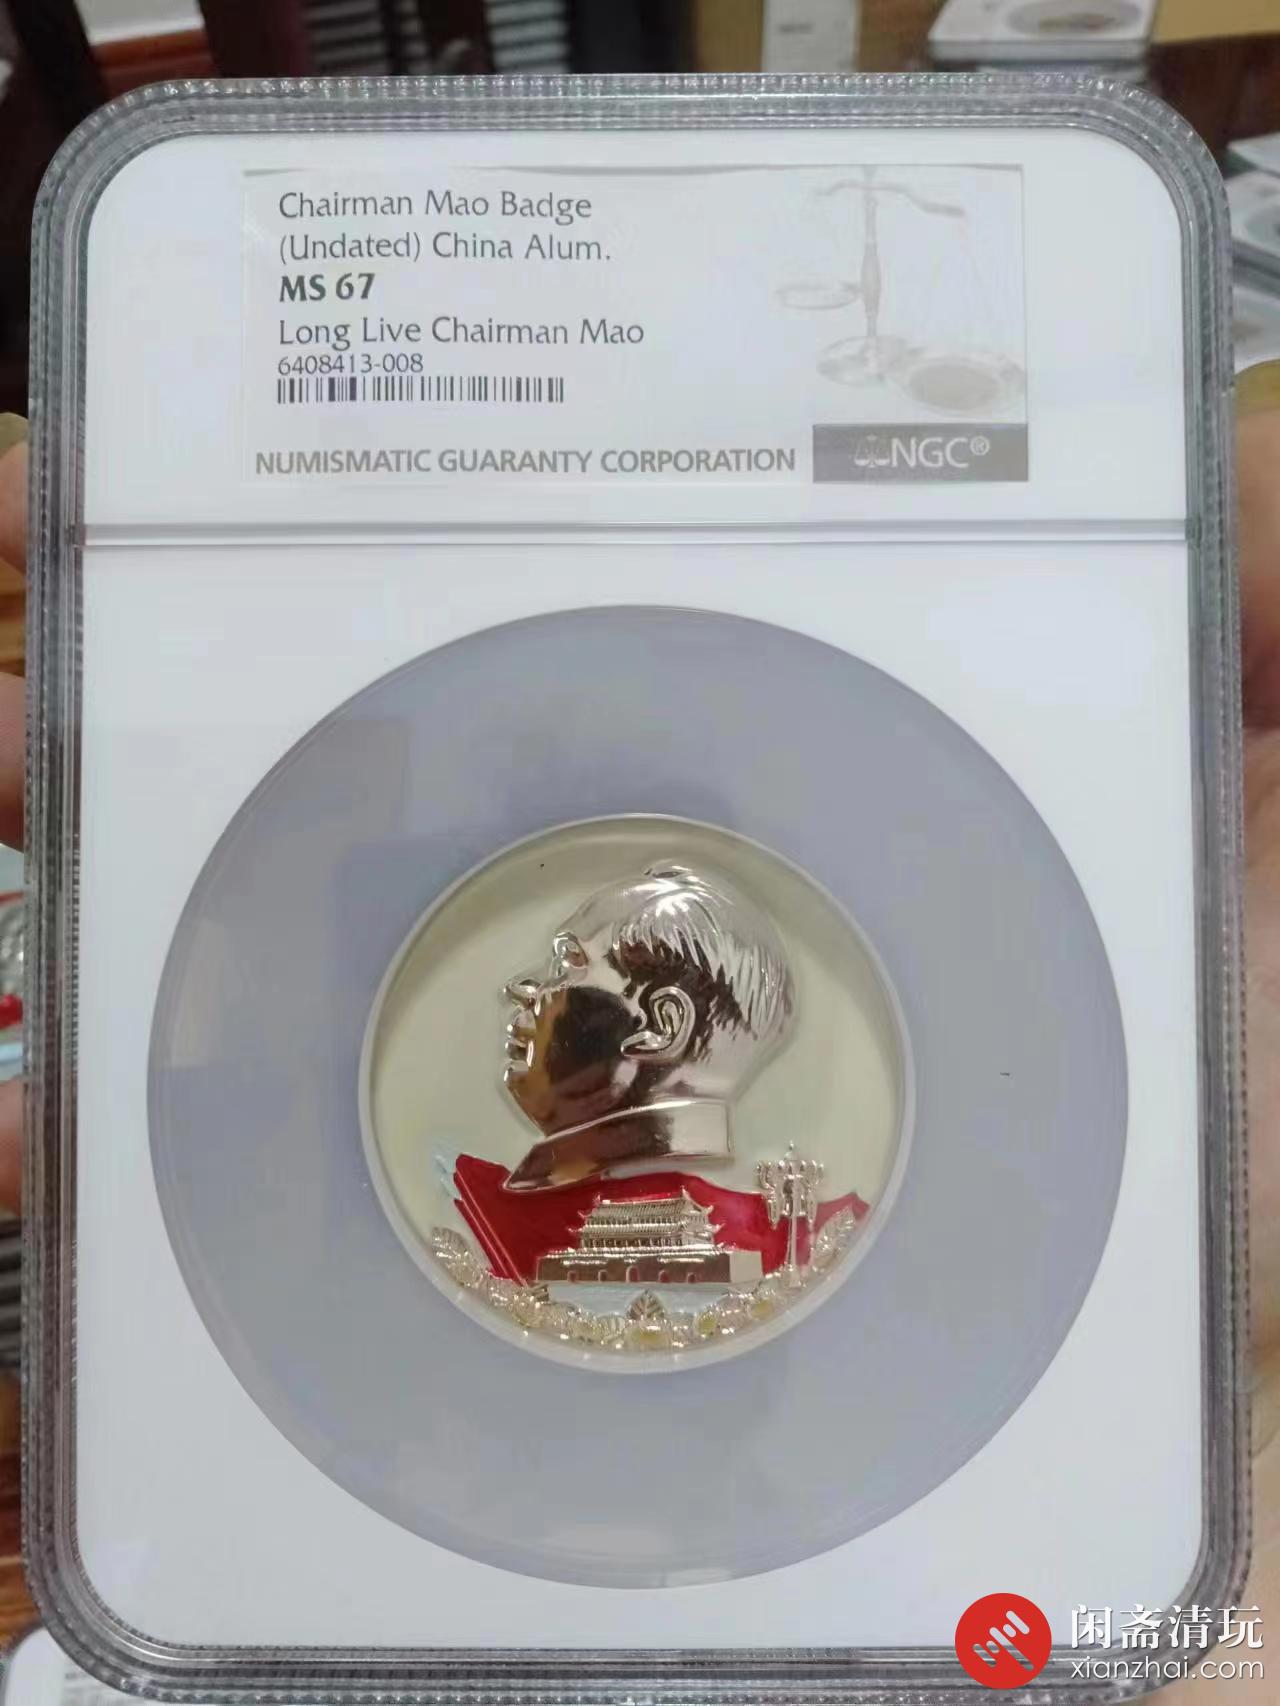 Chairman Mao Badge
(Undated) China Alum.
MS 67
Long Live Chairman Mao
6408413-008
NUMISMATIC GUARANTY CORPORATION
NGC®
闲斋清玩
xianzhai.com